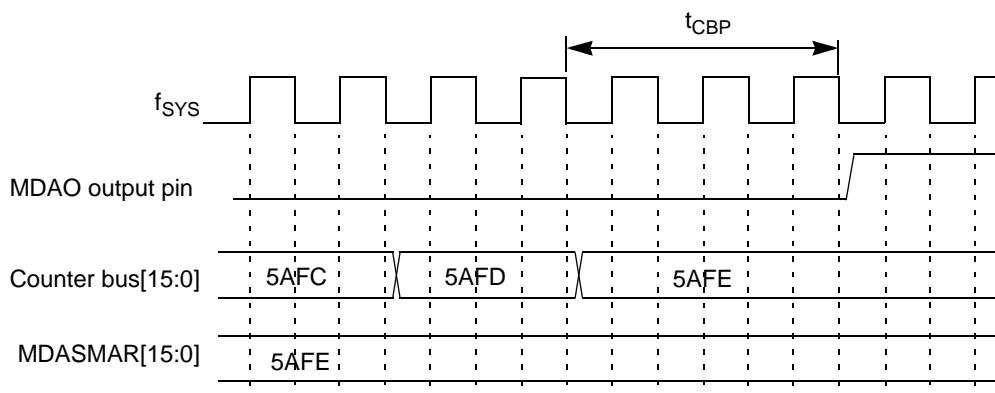 tCBP
fSYS
MDAO output pin
Counter bus[15:0] 5AFC 5AFD 5AFE
MDASMAR[15:0] 5AFE